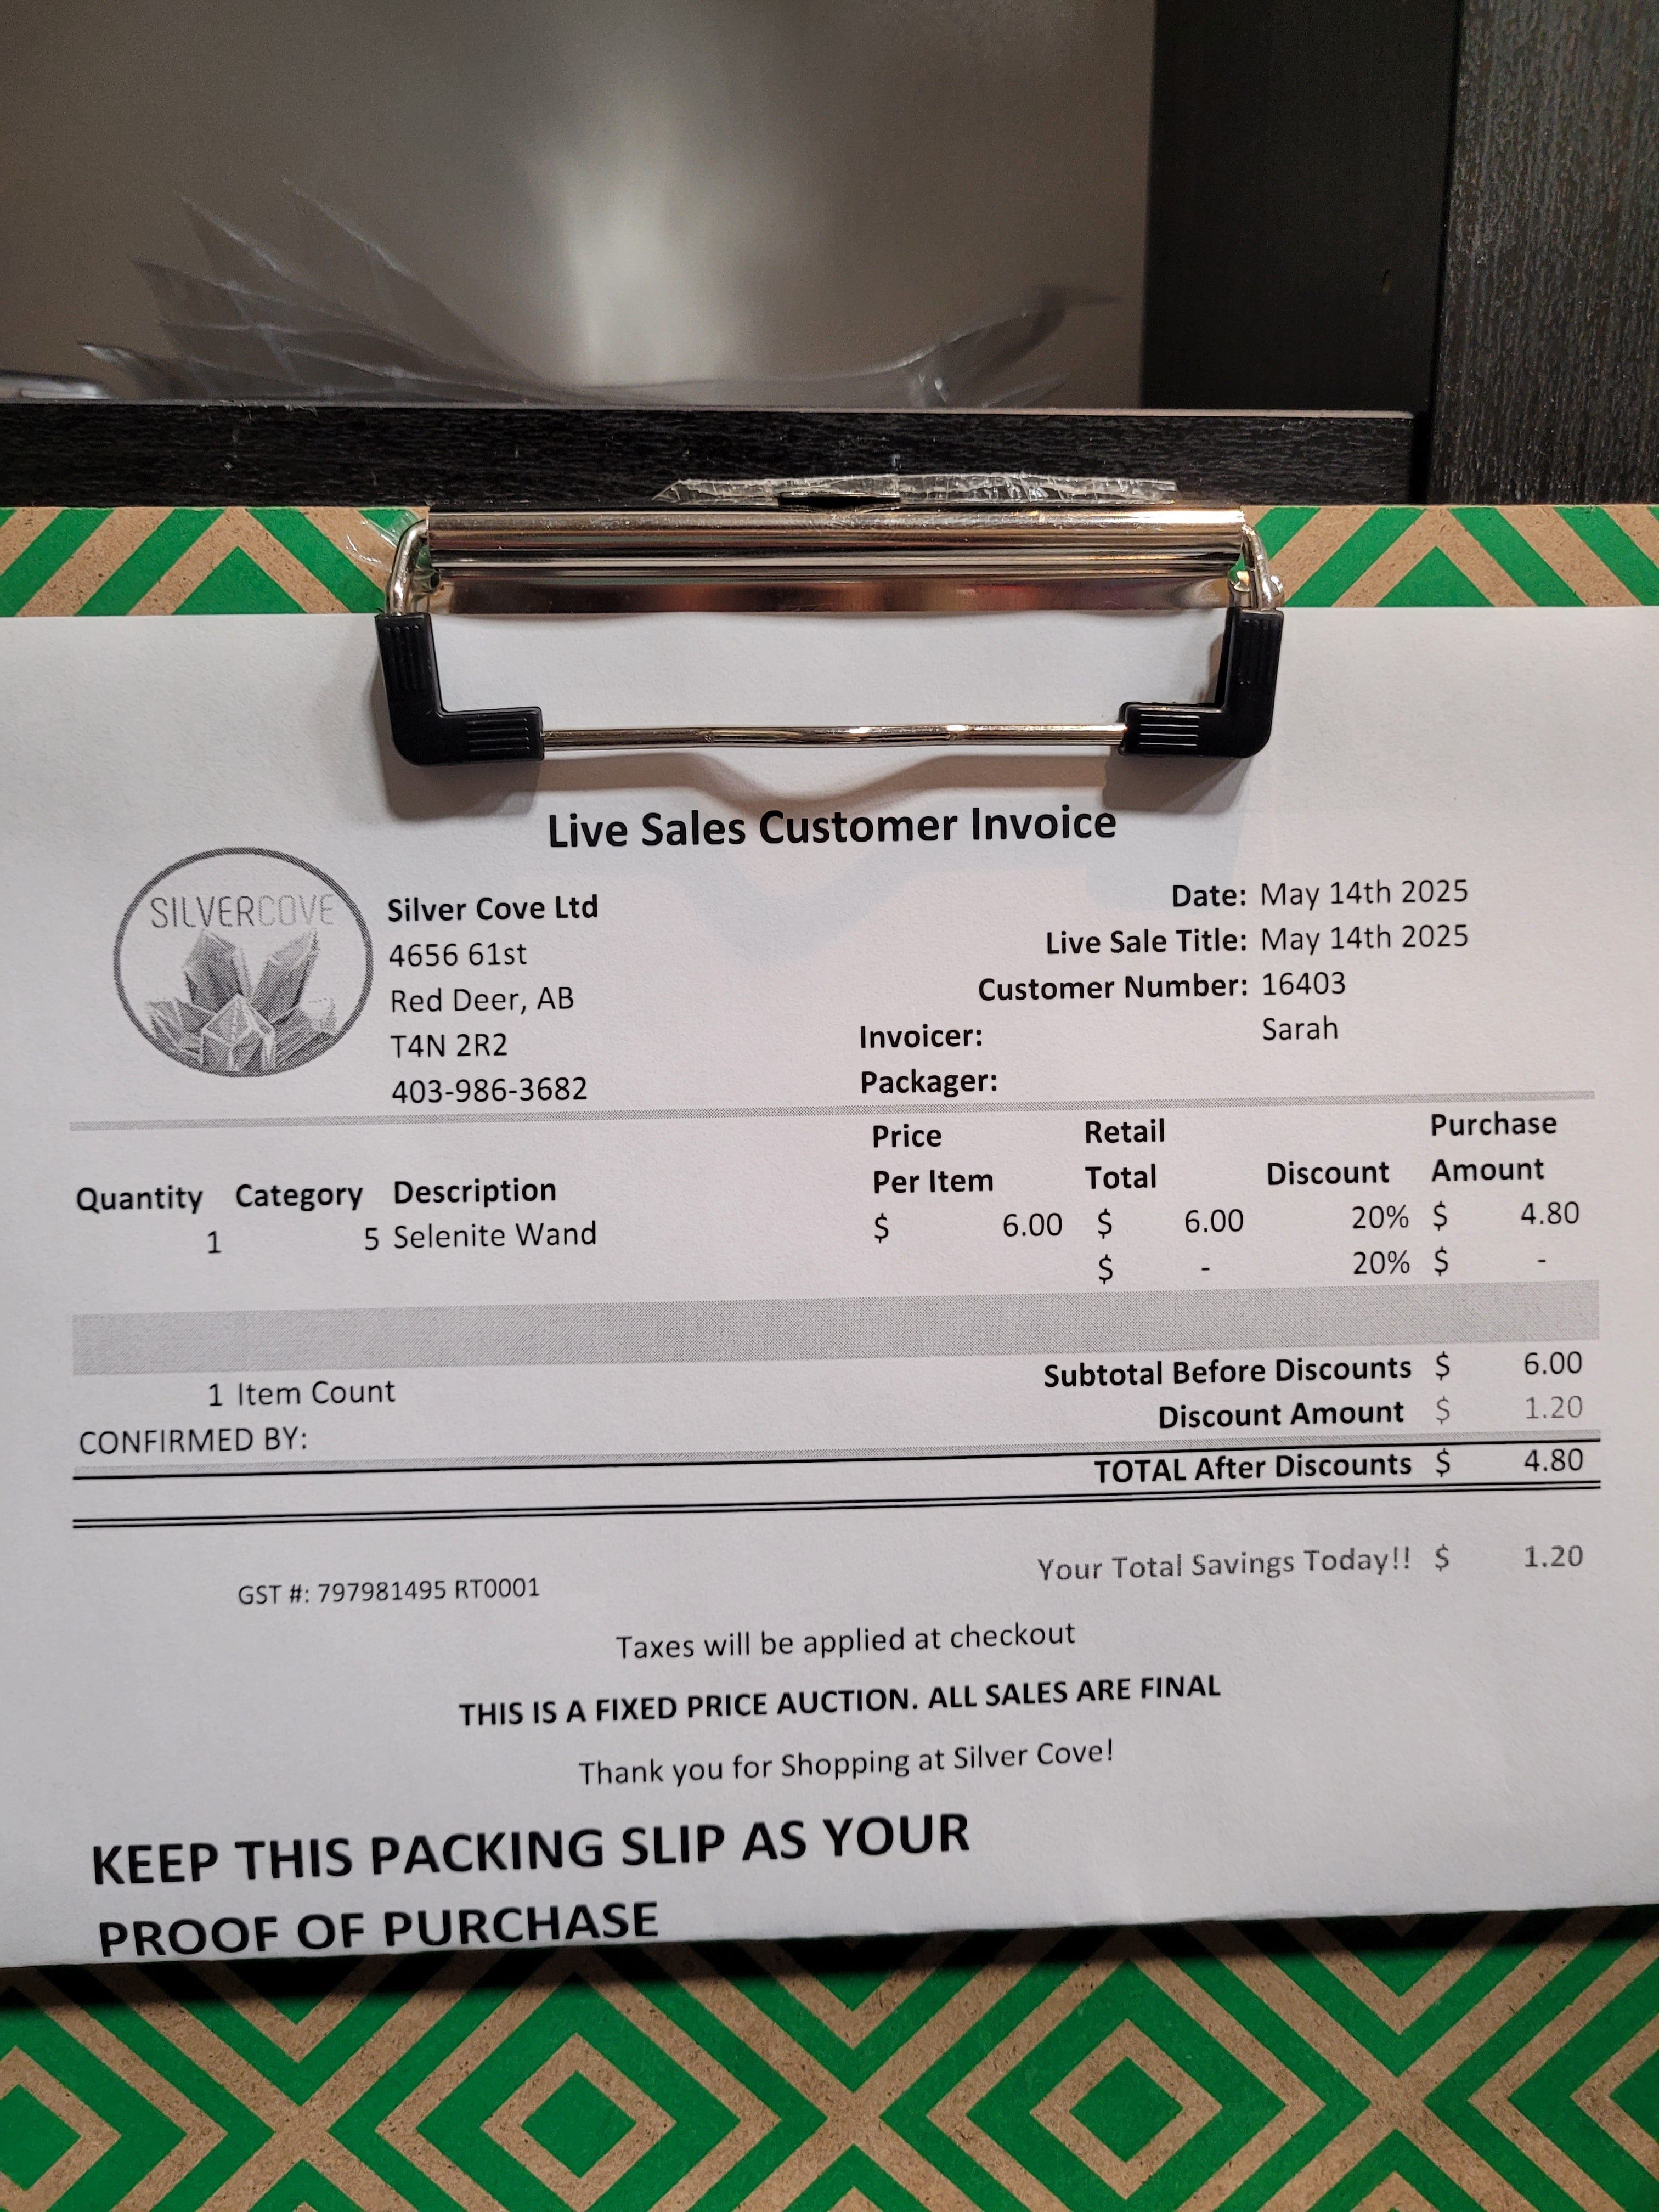 Live Sales Customer Invoice
SILVERCOVE
Silver Cove Ltd
4656 61st
Red Deer, AB
T4N 2R2
403-986-3682
Date: May 14th 2025
Live Sale Title: May 14th 2025
Customer Number: 16403
Invoicer: Sarah
Packager:
Quantity Category Description Price Per Item Retail Total Discount Purchase Amount
1 5 Selenite Wand $ 6.00 $ 6.00 20% $ 4.80
$ - 20% $ -
1 Item Count
Subtotal Before Discounts $ 6.00
Discount Amount $ 1.20
CONFIRMED BY:
TOTAL After Discounts $ 4.80
Your Total Savings Today!! $ 1.20
GST #: 797981495 RT0001
Taxes will be applied at checkout
THIS IS A FIXED PRICE AUCTION. ALL SALES ARE FINAL
Thank you for Shopping at Silver Cove!
KEEP THIS PACKING SLIP AS YOUR
PROOF OF PURCHASE